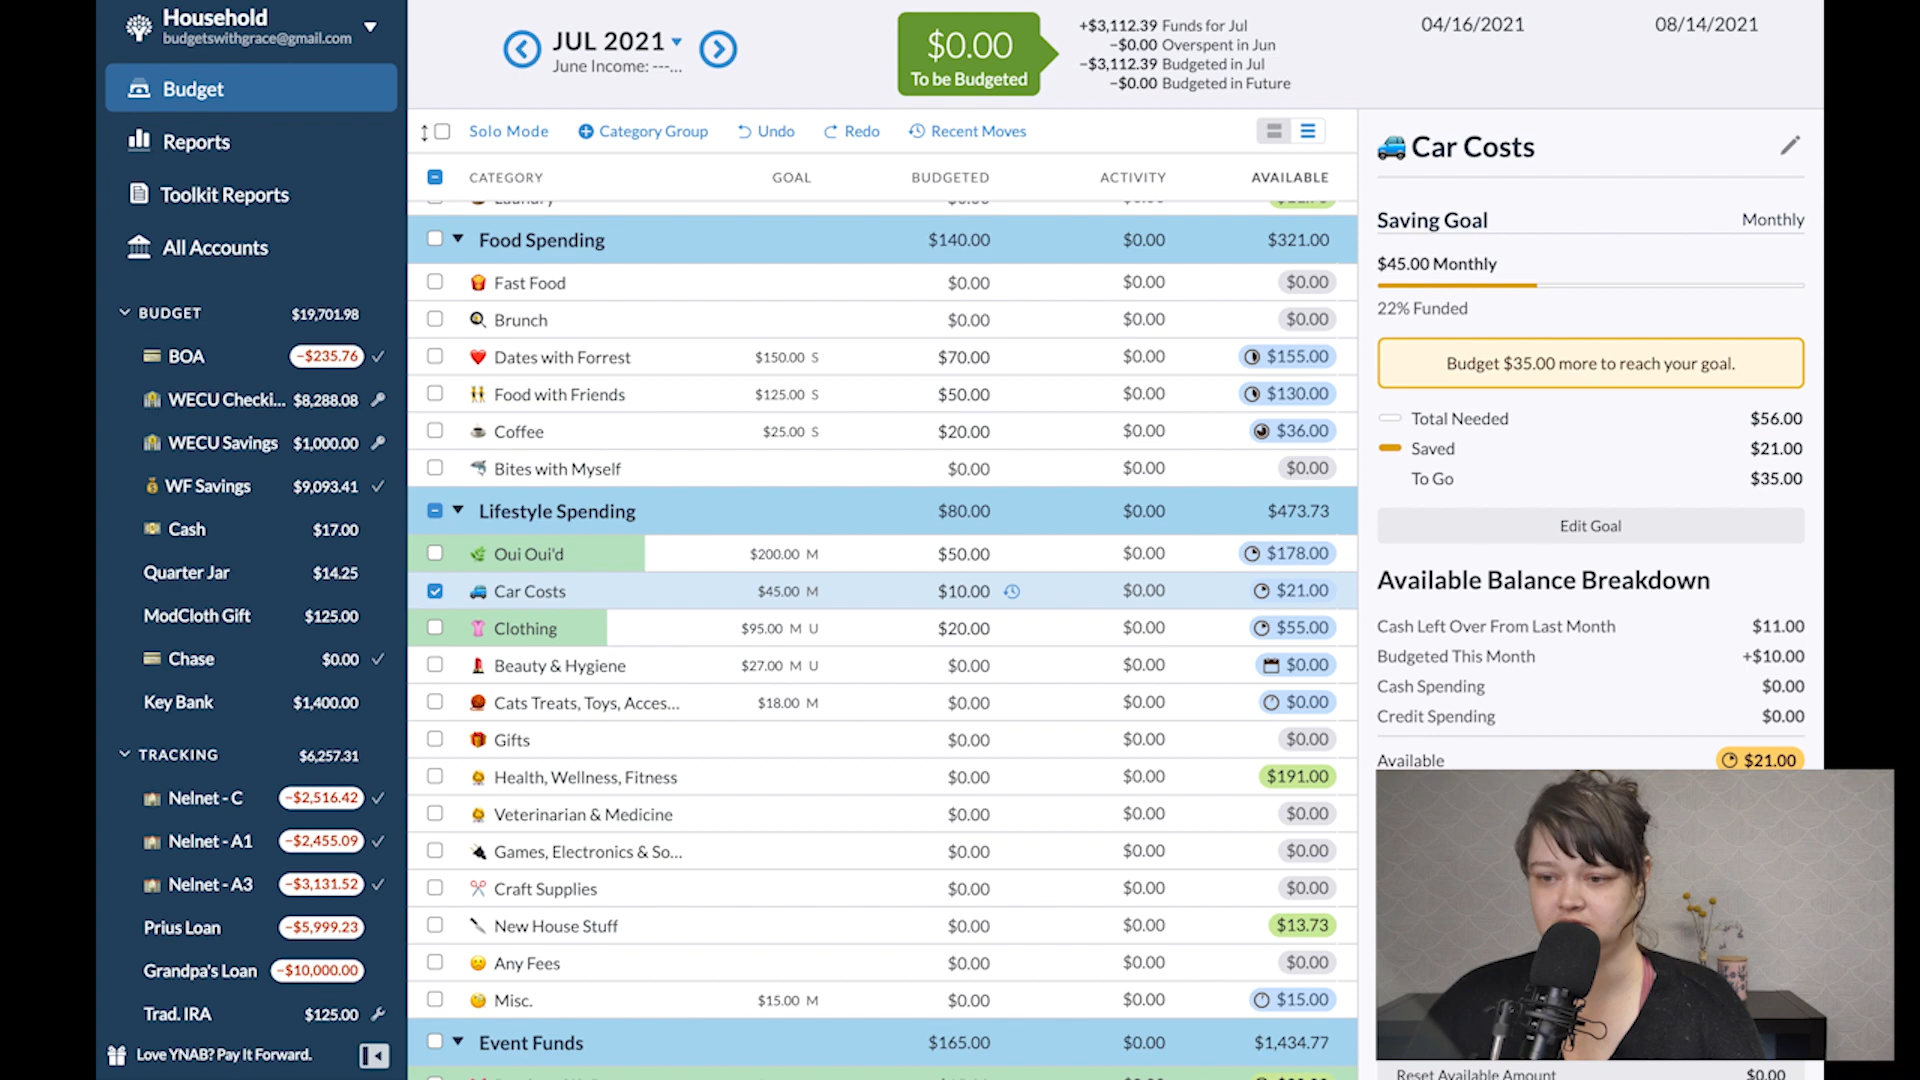 Household
budgetswithgrace@gmail.com
Budget
Reports
Toolkit Reports
All Accounts
BUDGET $19,701.98
BOA −$235.76
WECU Checki... $8,288.08
WECU Savings $1,000.00
WF Savings $9,093.41
Cash $17.00
Quarter Jar $14.25
ModCloth Gift $125.00
Chase $0.00
Key Bank $1,400.00
TRACKING $6,257.31
Nelnet - C −$2,516.42
Nelnet - A1 −$2,455.09
Nelnet - A3 −$3,131.52
Prius Loan −$5,999.23
Grandpa's Loan −$10,000.00
Trad. IRA $125.00
Love YNAB? Pay It Forward.
JUL 2021
June Income: ---...
$0.00
To be Budgeted
+$3,112.39 Funds for Jul
−$0.00 Overspent in Jun
−$3,112.39 Budgeted in Jul
−$0.00 Budgeted in Future
04/16/2021 08/14/2021
Solo Mode Category Group Undo Redo Recent Moves
CATEGORY GOAL BUDGETED ACTIVITY AVAILABLE
Laundry $0.00 $0.00
Food Spending $140.00 $0.00 $321.00
Fast Food $0.00 $0.00 $0.00
Brunch $0.00 $0.00 $0.00
Dates with Forrest $150.00 S $70.00 $0.00 $155.00
Food with Friends $125.00 S $50.00 $0.00 $130.00
Coffee $25.00 S $20.00 $0.00 $36.00
Bites with Myself $0.00 $0.00 $0.00
Lifestyle Spending $80.00 $0.00 $473.73
Oui Oui'd $200.00 M $50.00 $0.00 $178.00
Car Costs $45.00 M $10.00 $0.00 $21.00
Clothing $95.00 M U $20.00 $0.00 $55.00
Beauty & Hygiene $27.00 M U $0.00 $0.00 $0.00
Cats Treats, Toys, Acces... $18.00 M $0.00 $0.00 $0.00
Gifts $0.00 $0.00 $0.00
Health, Wellness, Fitness $0.00 $0.00 $191.00
Veterinarian & Medicine $0.00 $0.00 $0.00
Games, Electronics & So... $0.00 $0.00 $0.00
Craft Supplies $0.00 $0.00 $0.00
New House Stuff $0.00 $0.00 $13.73
Any Fees $0.00 $0.00 $0.00
Misc. $15.00 M $0.00 $0.00 $15.00
Event Funds $165.00 $0.00 $1,434.77
Car Costs
Saving Goal Monthly
$45.00 Monthly
22% Funded
Budget $35.00 more to reach your goal.
Total Needed $56.00
Saved $21.00
To Go $35.00
Edit Goal
Available Balance Breakdown
Cash Left Over From Last Month $11.00
Budgeted This Month +$10.00
Cash Spending $0.00
Credit Spending $0.00
Available $21.00
Reset Available Amount $0.00